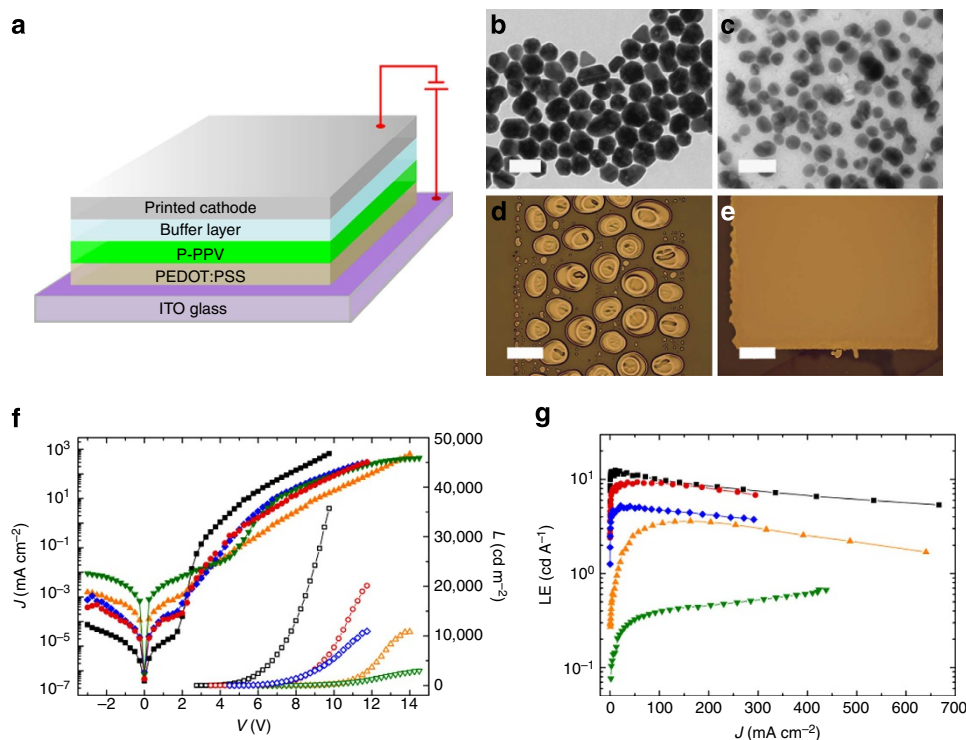 a
Printed cathode
Buffer layer
P-PPV
PEDOT:PSS
ITO glass
b
c
d
e
f
10³
10¹
10⁻¹
10⁻³
10⁻⁵
10⁻⁷
J (mA cm⁻²)
−2 0 2 4 6 8 10 12 14
V (V)
50,000
40,000
30,000
20,000
10,000
0
L (cd m⁻²)
g
10¹
10⁰
10⁻¹
LE (cd A⁻¹)
0 100 200 300 400 500 600 700
J (mA cm⁻²)